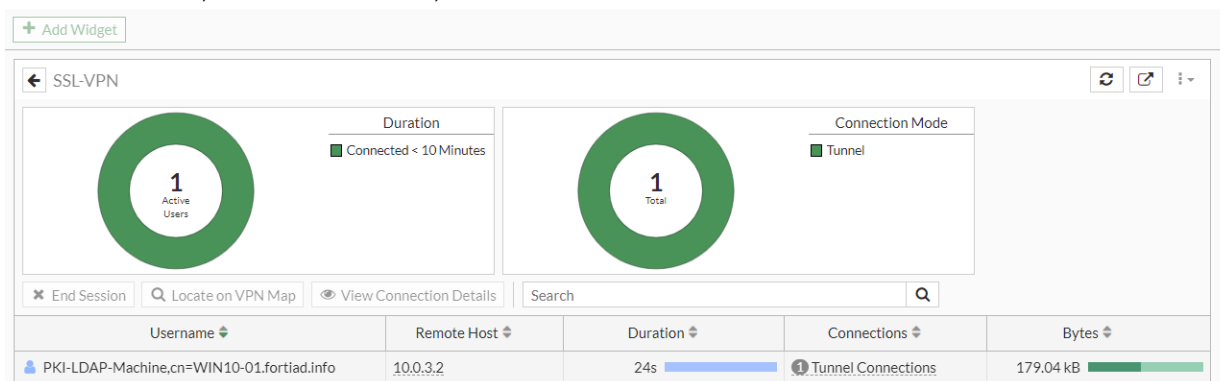 + Add Widget
SSL-VPN
Duration
Connected < 10 Minutes
1
Active
Users
Connection Mode
Tunnel
1
Total
End Session Locate on VPN Map View Connection Details Search
Username Remote Host Duration Connections Bytes
PKI-LDAP-Machine,cn=WIN10-01.fortiad.info 10.0.3.2 24s 1 Tunnel Connections 179.04 kB